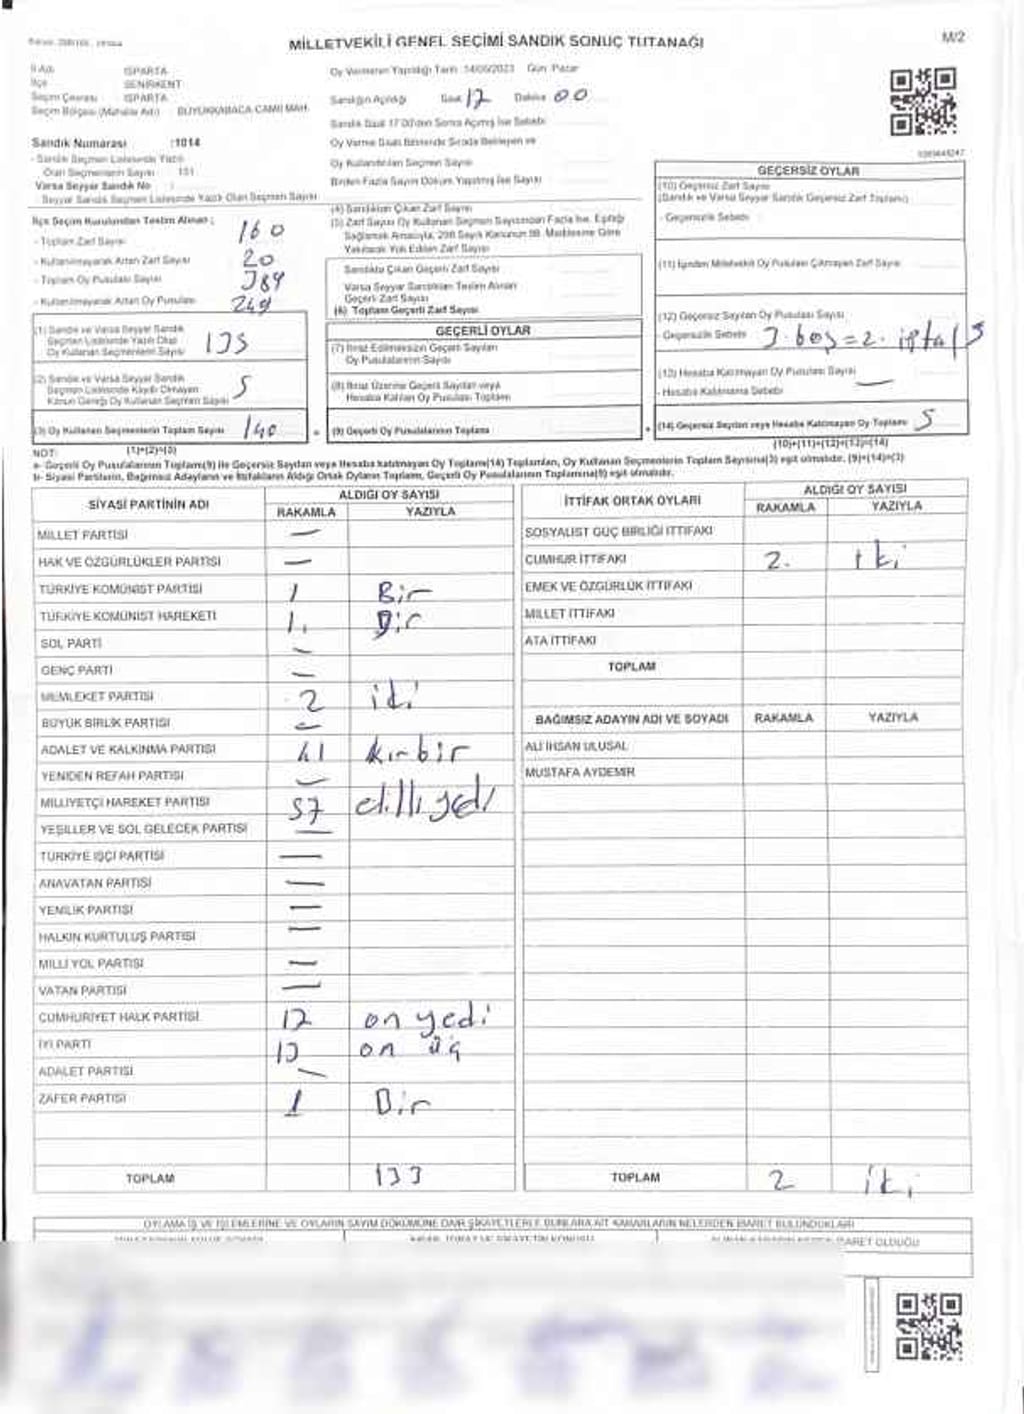 M/2
MİLLETVEKİLİ GENEL SEÇİMİ SANDIK SONUÇ TUTANAĞI
İl Adı ISPARTA
İlçe SENİRKENT
Seçim Çevresi ISPARTA
Seçim Bölgesi (Mahalle Adı) BÜYÜKKABACA-CAMİİ MAH.
Sandık Numarası :1014
- Sandık Seçmen Listesinde Yazılı
Olan Seçmenlerin Sayısı 151
Varsa Seyyar Sandık No :
Seyyar Sandık Seçmen Listesinde Yazılı Olan Seçmen Sayısı
Oy Vermenin Yapıldığı Tarih :14/05/2023 Gün: Pazar
Sandığın Açıldığı Saat 17 Dakika 00
Sandık Saat 17.00'den Sonra Açılmış İse Sebebi
Oy Verme Saati Bitiminde Sırada Bekleyen ve
Oy Kullandırılan Seçmen Sayısı
Birden Fazla Sayım Döküm Yapılmış İse Sayısı
İlçe Seçim Kurulundan Teslim Alınan ;
- Toplam Zarf Sayısı 160
- Kullanılmayarak Artan Zarf Sayısı 20
- Toplam Oy Pusulası Sayısı 389
- Kullanılmayarak Artan Oy Pusulası 249
(1) Sandık ve Varsa Seyyar Sandık
Seçmen Listesinde Yazılı Olup
Oy Kullanan Seçmenlerin Sayısı 135
(2) Sandık ve Varsa Seyyar Sandık
Seçmen Listesinde Kayıtlı Olmayan
Kanun Gereği Oy Kullanan Seçmen Sayısı 5
(3) Oy Kullanan Seçmenlerin Toplam Sayısı 140
(1)+(2)=(3)
(4) Sandıktan Çıkan Zarf Sayısı
(5) Zarf Sayısı Oy Kullanan Seçmen Sayısından Fazla İse, Eşitliği
Sağlamak Amacıyla, 298 Sayılı Kanunun 98. Maddesine Göre
Yakılarak Yok Edilen Zarf Sayısı
Sandıkta Çıkan Geçerli Zarf Sayısı
Varsa Seyyar Sandıktan Teslim Alınan
Geçerli Zarf Sayısı
(6) Toplam Geçerli Zarf Sayısı
GEÇERLİ OYLAR
(7) İtiraz Edilmeksizin Geçerli Sayılan
Oy Pusulalarının Sayısı
(8) İtiraz Üzerine Geçerli Sayılan veya
Hesaba Katılan Oy Pusulası Toplamı
(9) Geçerli Oy Pusulalarının Toplamı
GEÇERSİZ OYLAR
(10) Geçersiz Zarf Sayısı
(Sandık ve Varsa Seyyar Sandık Geçersiz Zarf Toplamı)
- Geçersizlik Sebebi
(11) İçinden Milletvekili Oy Pusulası Çıkmayan Zarf Sayısı
(12) Geçersiz Sayılan Oy Pusulası Sayısı
- Geçersizlik Sebebi 3. boş = 2. iptal 5
(13) Hesaba Katılmayan Oy Pusulası Sayısı
- Hesaba Katılmama Sebebi —
(14) Geçersiz Sayılan veya Hesaba Katılmayan Oy Toplamı 5
(10)+(11)+(12)+(13)=(14)
NOT:
a- Geçerli Oy Pusulalarının Toplamı(9) ile Geçersiz Sayılan veya Hesaba katılmayan Oy Toplamı(14) Toplamları, Oy Kullanan Seçmenlerin Toplam Sayısına(3) eşit olmalıdır. (9)+(14)=(3)
b- Siyasi Partilerin, Bağımsız Adayların ve İttifakların Aldığı Ortak Oyların Toplamı, Geçerli Oy Pusulalarının Toplamına(9) eşit olmalıdır.
SİYASİ PARTİNİN ADI ALDIĞI OY SAYISI
RAKAMLA YAZIYLA
MİLLET PARTİSİ —
HAK VE ÖZGÜRLÜKLER PARTİSİ —
TÜRKİYE KOMÜNİST PARTİSİ 1 Bir
TÜRKİYE KOMÜNİST HAREKETİ 1. Bir
SOL PARTİ —
GENÇ PARTİ —
MEMLEKET PARTİSİ 2 iki
BÜYÜK BİRLİK PARTİSİ —
ADALET VE KALKINMA PARTİSİ 41 kırbir
YENİDEN REFAH PARTİSİ —
MİLLİYETÇİ HAREKET PARTİSİ 57 elliyedi
YEŞİLLER VE SOL GELECEK PARTİSİ —
TÜRKİYE İŞÇİ PARTİSİ —
ANAVATAN PARTİSİ —
YENİLİK PARTİSİ —
HALKIN KURTULUŞ PARTİSİ —
MİLLİ YOL PARTİSİ —
VATAN PARTİSİ —
CUMHURİYET HALK PARTİSİ 17 on yedi
İYİ PARTİ 13 on üç
ADALET PARTİSİ —
ZAFER PARTİSİ 1 Bir
TOPLAM 133
İTTİFAK ORTAK OYLARI ALDIĞI OY SAYISI
RAKAMLA YAZIYLA
SOSYALİST GÜÇ BİRLİĞİ İTTİFAKI
CUMHUR İTTİFAKI 2. iki
EMEK VE ÖZGÜRLÜK İTTİFAKI
MİLLET İTTİFAKI
ATA İTTİFAKI
TOPLAM
BAĞIMSIZ ADAYIN ADI VE SOYADI RAKAMLA YAZIYLA
ALİ İHSAN ULUSAL
MUSTAFA AYDEMİR
TOPLAM 2 iki
OYLAMA İŞ VE İŞLEMLERİNE VE OYLARIN SAYIM DÖKÜMÜNE DAİR ŞİKAYETLERLE BUNLARA AİT KARARLARIN NELERDEN İBARET BULUNDUKLARI